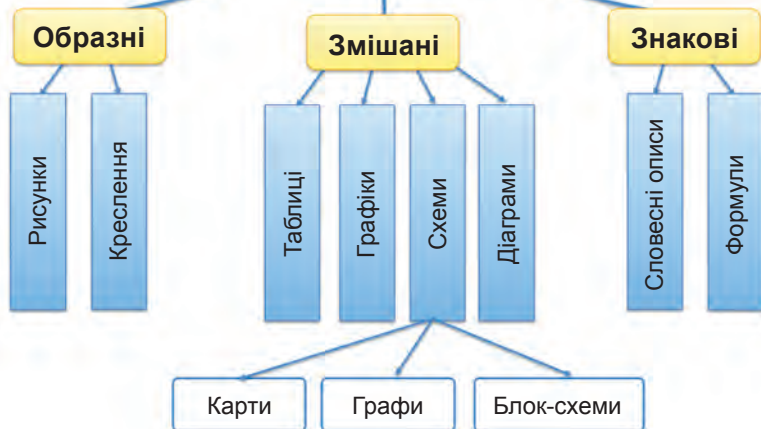 Образні
Змішані
Знакові
Рисунки
Креслення
Таблиці
Графіки
Схеми
Діаграми
Словесні описи
Формули
Карти
Графи
Блок-схеми